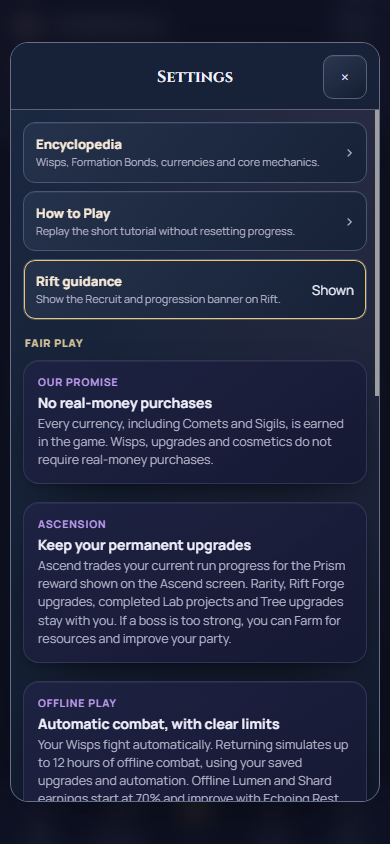 Settings
×
Encyclopedia
Wisps, Formation Bonds, currencies and core mechanics.
How to Play
Replay the short tutorial without resetting progress.
Rift guidance
Show the Recruit and progression banner on Rift.
Shown
FAIR PLAY
OUR PROMISE
No real-money purchases
Every currency, including Comets and Sigils, is earned
in the game. Wisps, upgrades and cosmetics do not
require real-money purchases.
ASCENSION
Keep your permanent upgrades
Ascend trades your current run progress for the Prism
reward shown on the Ascend screen. Rarity, Rift Forge
upgrades, completed Lab projects and Tree upgrades
stay with you. If a boss is too strong, you can Farm for
resources and improve your party.
OFFLINE PLAY
Automatic combat, with clear limits
Your Wisps fight automatically. Returning simulates up
to 12 hours of offline combat, using your saved
upgrades and automation. Offline Lumen and Shard
earnings start at 70% and improve with Echoing Rest